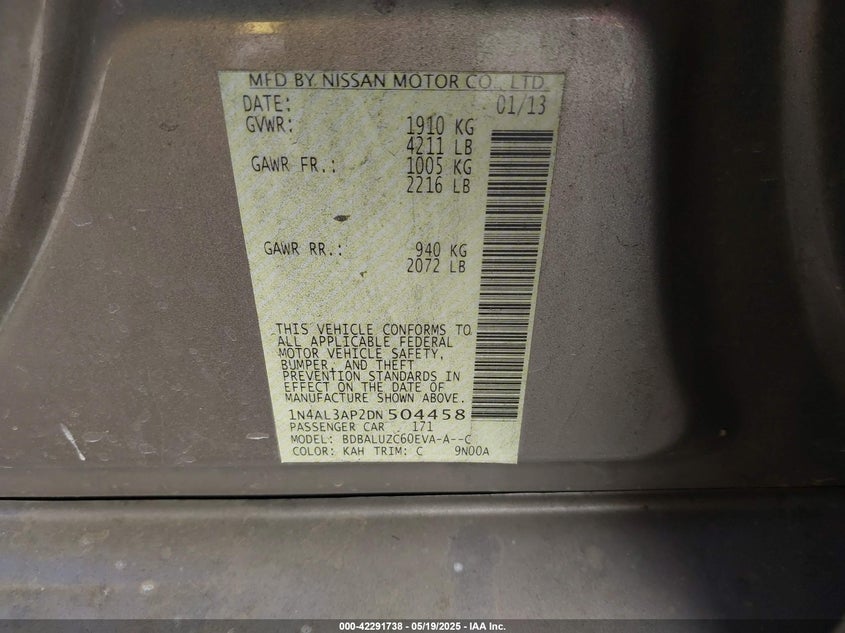 MFD BY NISSAN MOTOR CO., LTD.
DATE: 01/13
GVWR: 1910 KG
4211 LB
GAWR FR.: 1005 KG
2216 LB
GAWR RR.: 940 KG
2072 LB
THIS VEHICLE CONFORMS TO
ALL APPLICABLE FEDERAL
MOTOR VEHICLE SAFETY,
BUMPER, AND THEFT
PREVENTION STANDARDS IN
EFFECT ON THE DATE OF
MANUFACTURE SHOWN ABOVE.
1N4AL3AP2DN504458
PASSENGER CAR 171
MODEL: BDBALUZC60EVA-A--C
COLOR: KAH TRIM: C 9N00A
000-42291738 - 05/19/2025 - IAA Inc.